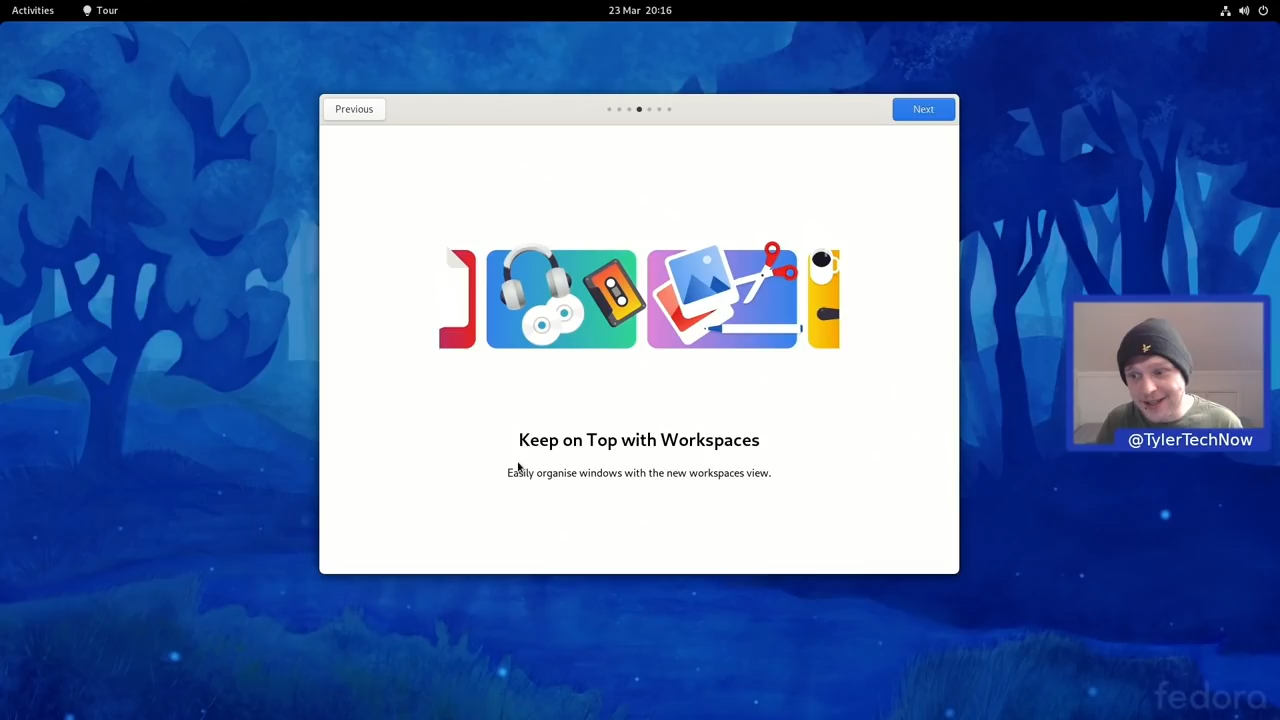 Activities
Tour
23 Mar 20:16
Previous
Next
Keep on Top with Workspaces
Easily organise windows with the new workspaces view.
@TylerTechNow
fedora